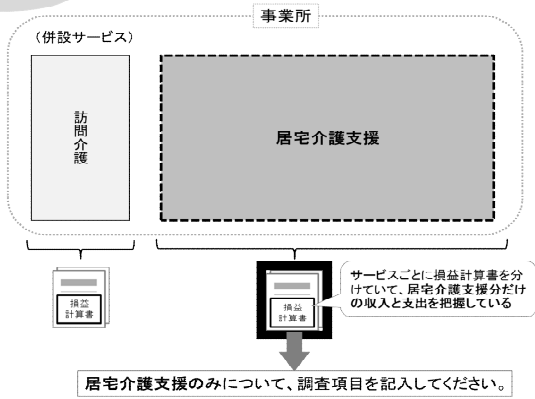 事業所
（併設サービス）
訪問介護
居宅介護支援
損益
計算書
損益
計算書
サービスごとに損益計算書を分
けていて、居宅介護支援分だけ
の収入と支出を把握している
居宅介護支援のみについて、調査項目を記入してください。